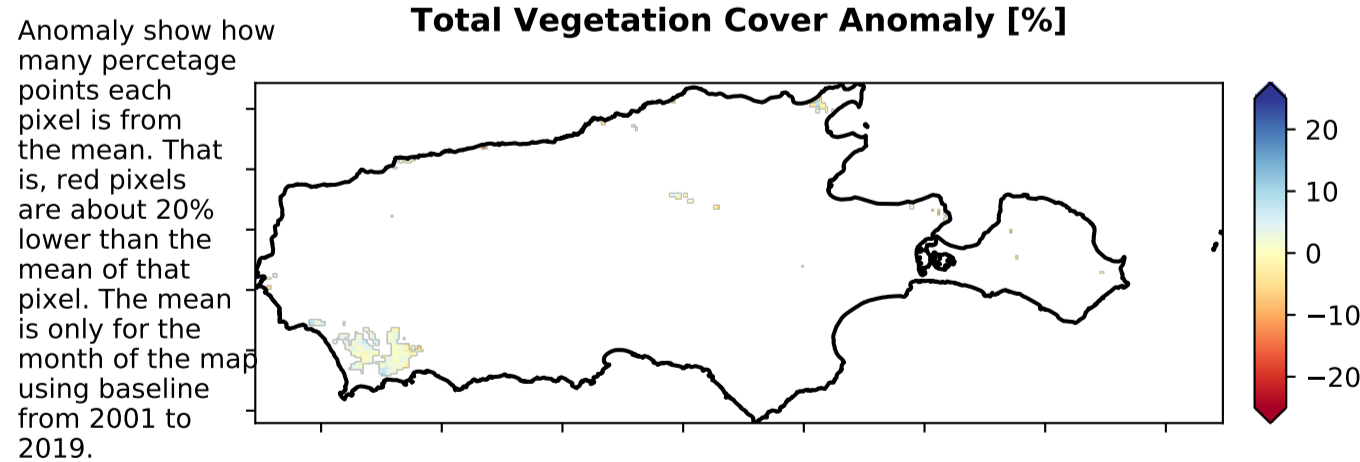 Total Vegetation Cover Anomaly [%]
Anomaly show how
many percetage
points each
pixel is from
the mean. That
is, red pixels
are about 20%
lower than the
mean of that
pixel. The mean
is only for the
month of the map
using baseline
from 2001 to
2019.
20
10
0
−10
−20